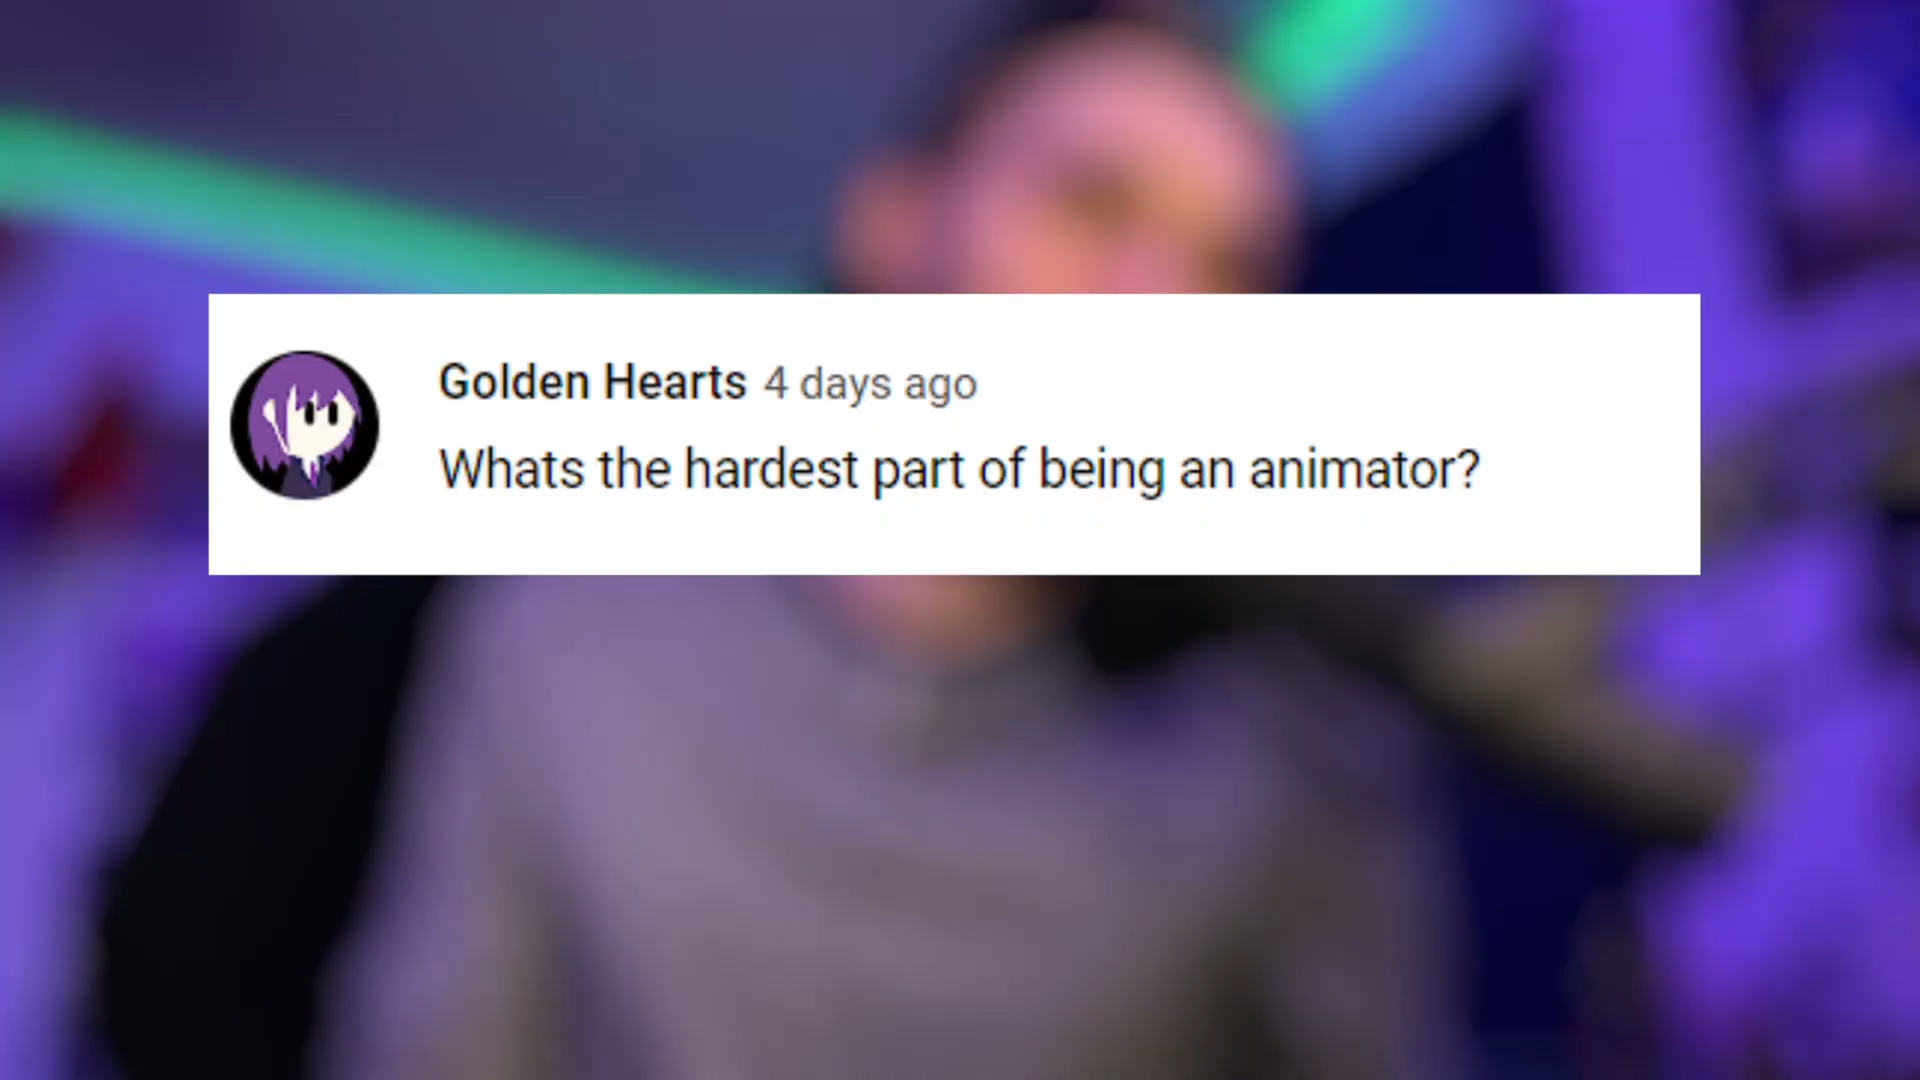 Golden Hearts 4 days ago
Whats the hardest part of being an animator?